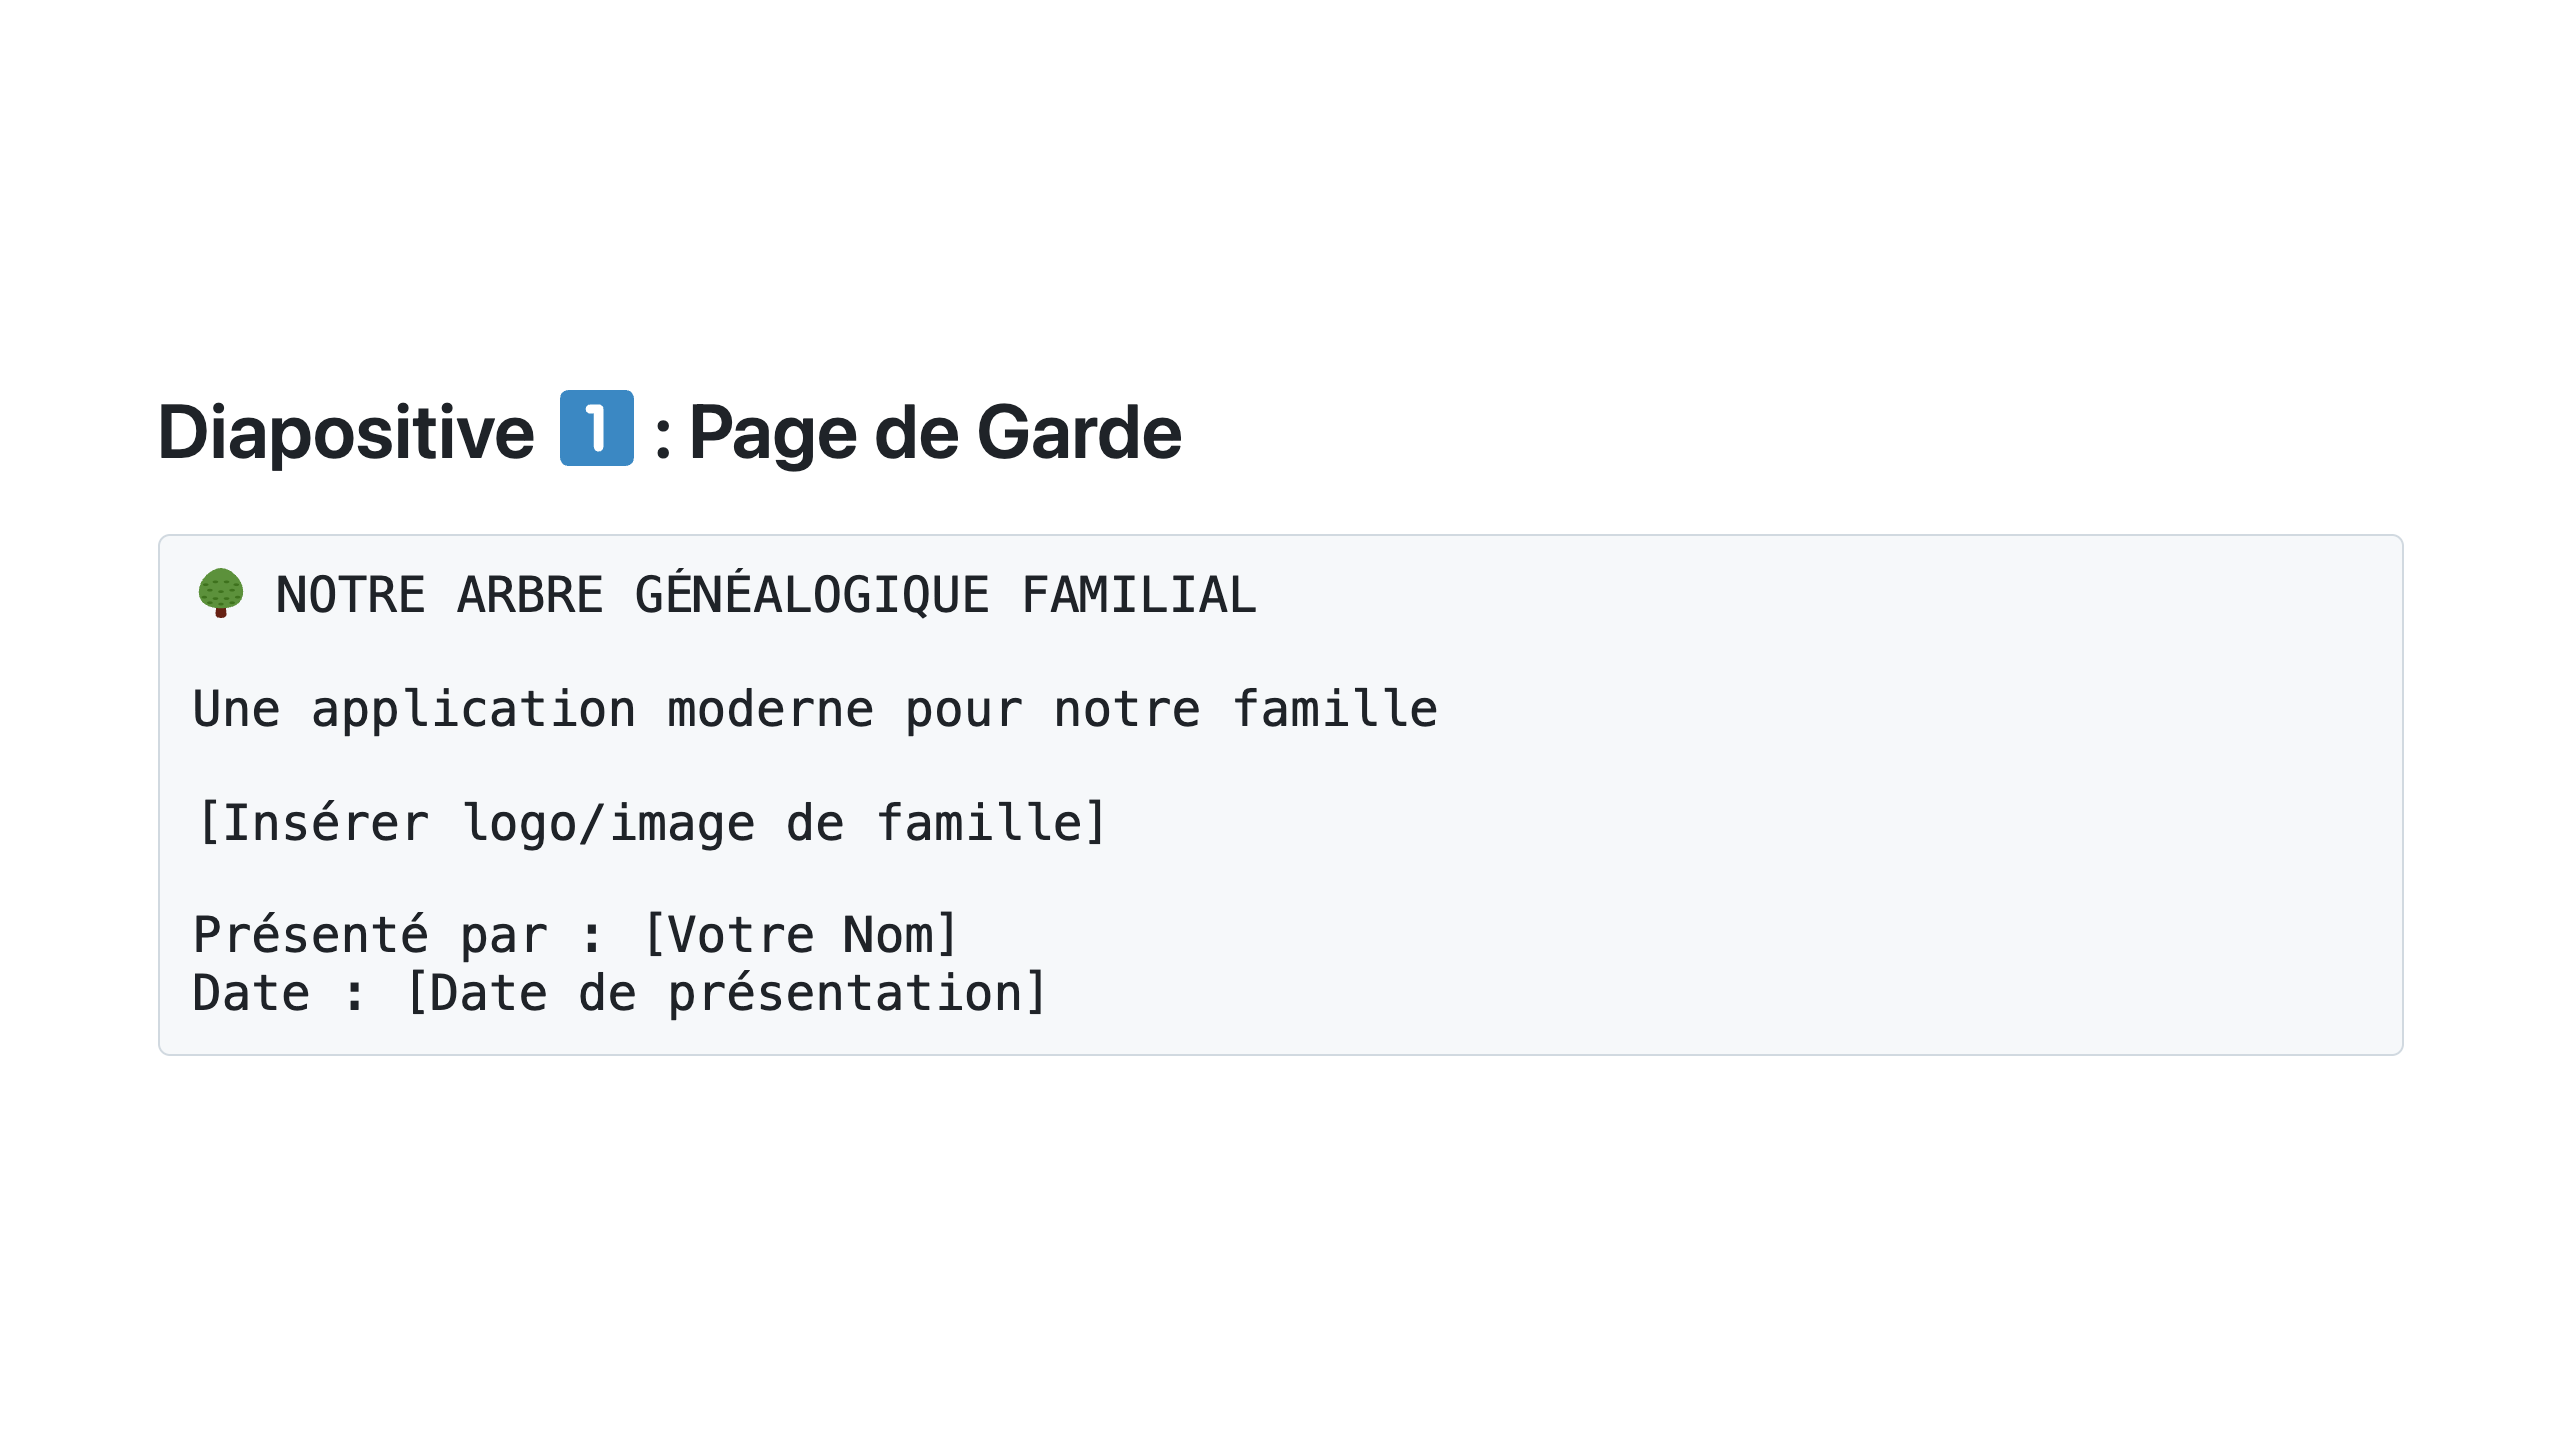 Diapositive 1️⃣ : Page de Garde
🌳 NOTRE ARBRE GÉNÉALOGIQUE FAMILIAL
Une application moderne pour notre famille
[Insérer logo/image de famille]
Présenté par : [Votre Nom]
Date : [Date de présentation]